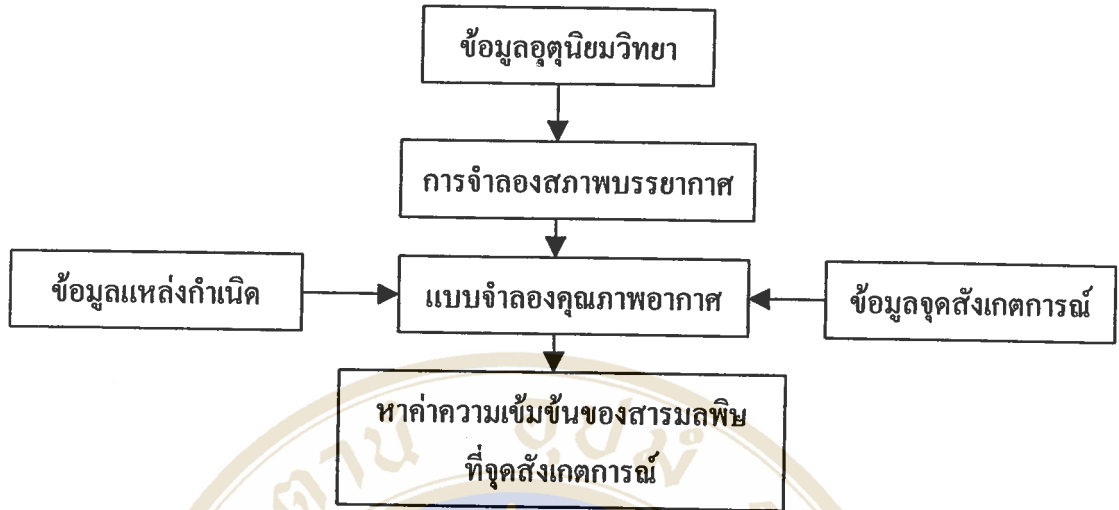 ข้อมูลอุตุนิยมวิทยา
การจำลองสภาพบรรยากาศ
ข้อมูลแหล่งกำเนิด
แบบจำลองคุณภาพอากาศ
ข้อมูลจุดสังเกตการณ์
หาค่าความเข้มข้นของสารมลพิษ
ที่จุดสังเกตการณ์